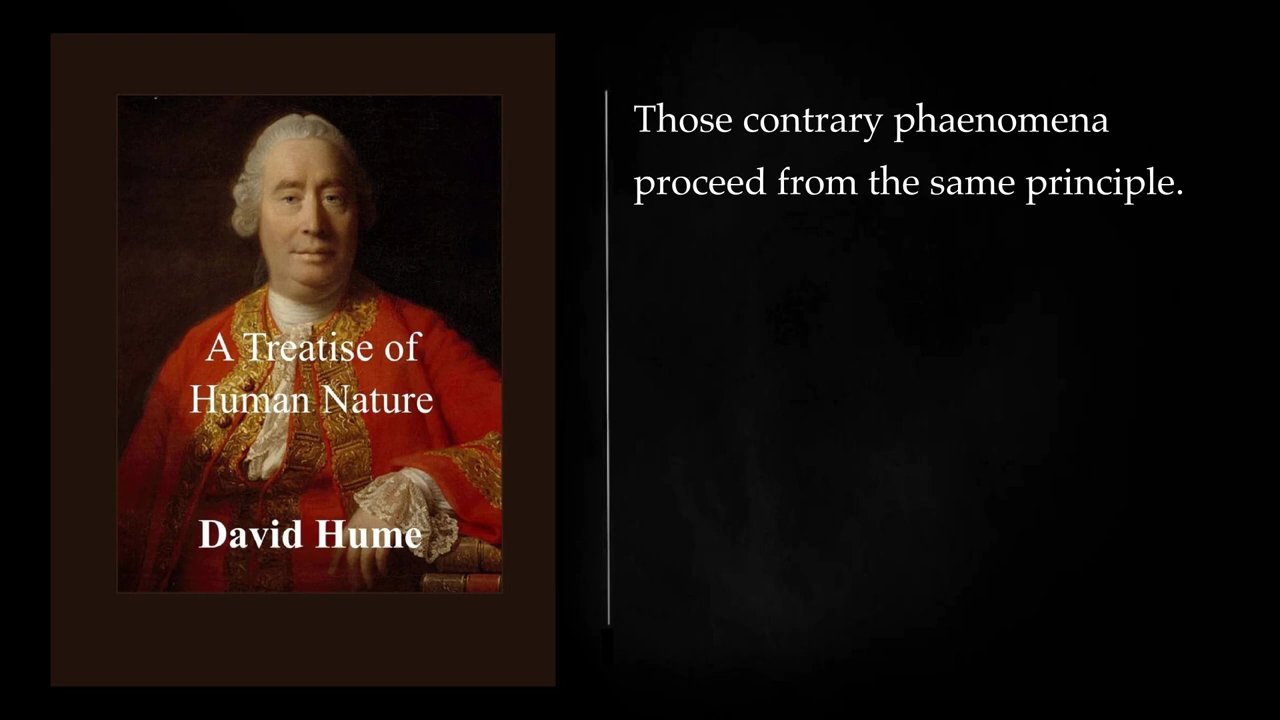 A Treatise of
Human Nature
David Hume
Those contrary phaenomena
proceed from the same principle.